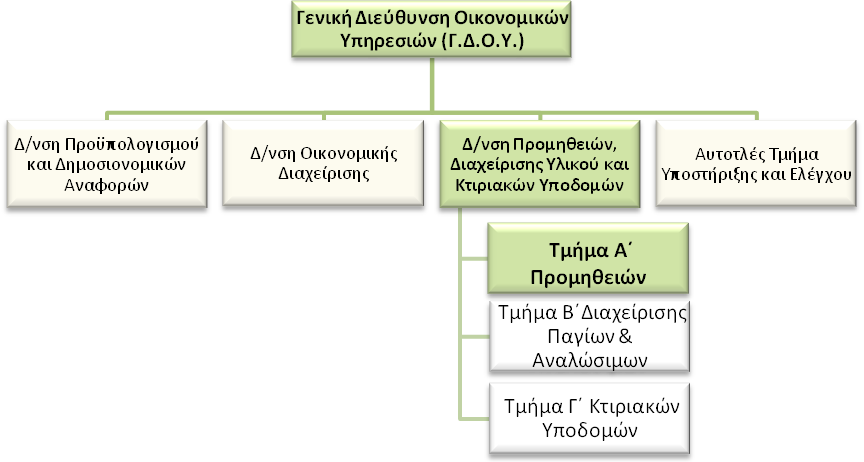 Γενική Διεύθυνση Οικονομικών
Υπηρεσιών (Γ.Δ.Ο.Υ.)
Δ/νση Προϋπολογισμού
και Δημοσιονομικών
Αναφορών
Δ/νση Οικονομικής
Διαχείρισης
Δ/νση Προμηθειών,
Διαχείρισης Υλικού και
Κτιριακών Υποδομών
Αυτοτλές Τμήμα
Υποστήριξης και Ελέγχου
Τμήμα Α΄
Προμηθειών
Τμήμα Β΄Διαχείρισης
Παγίων &
Αναλώσιμων
Τμήμα Γ΄ Κτιριακών
Υποδομών